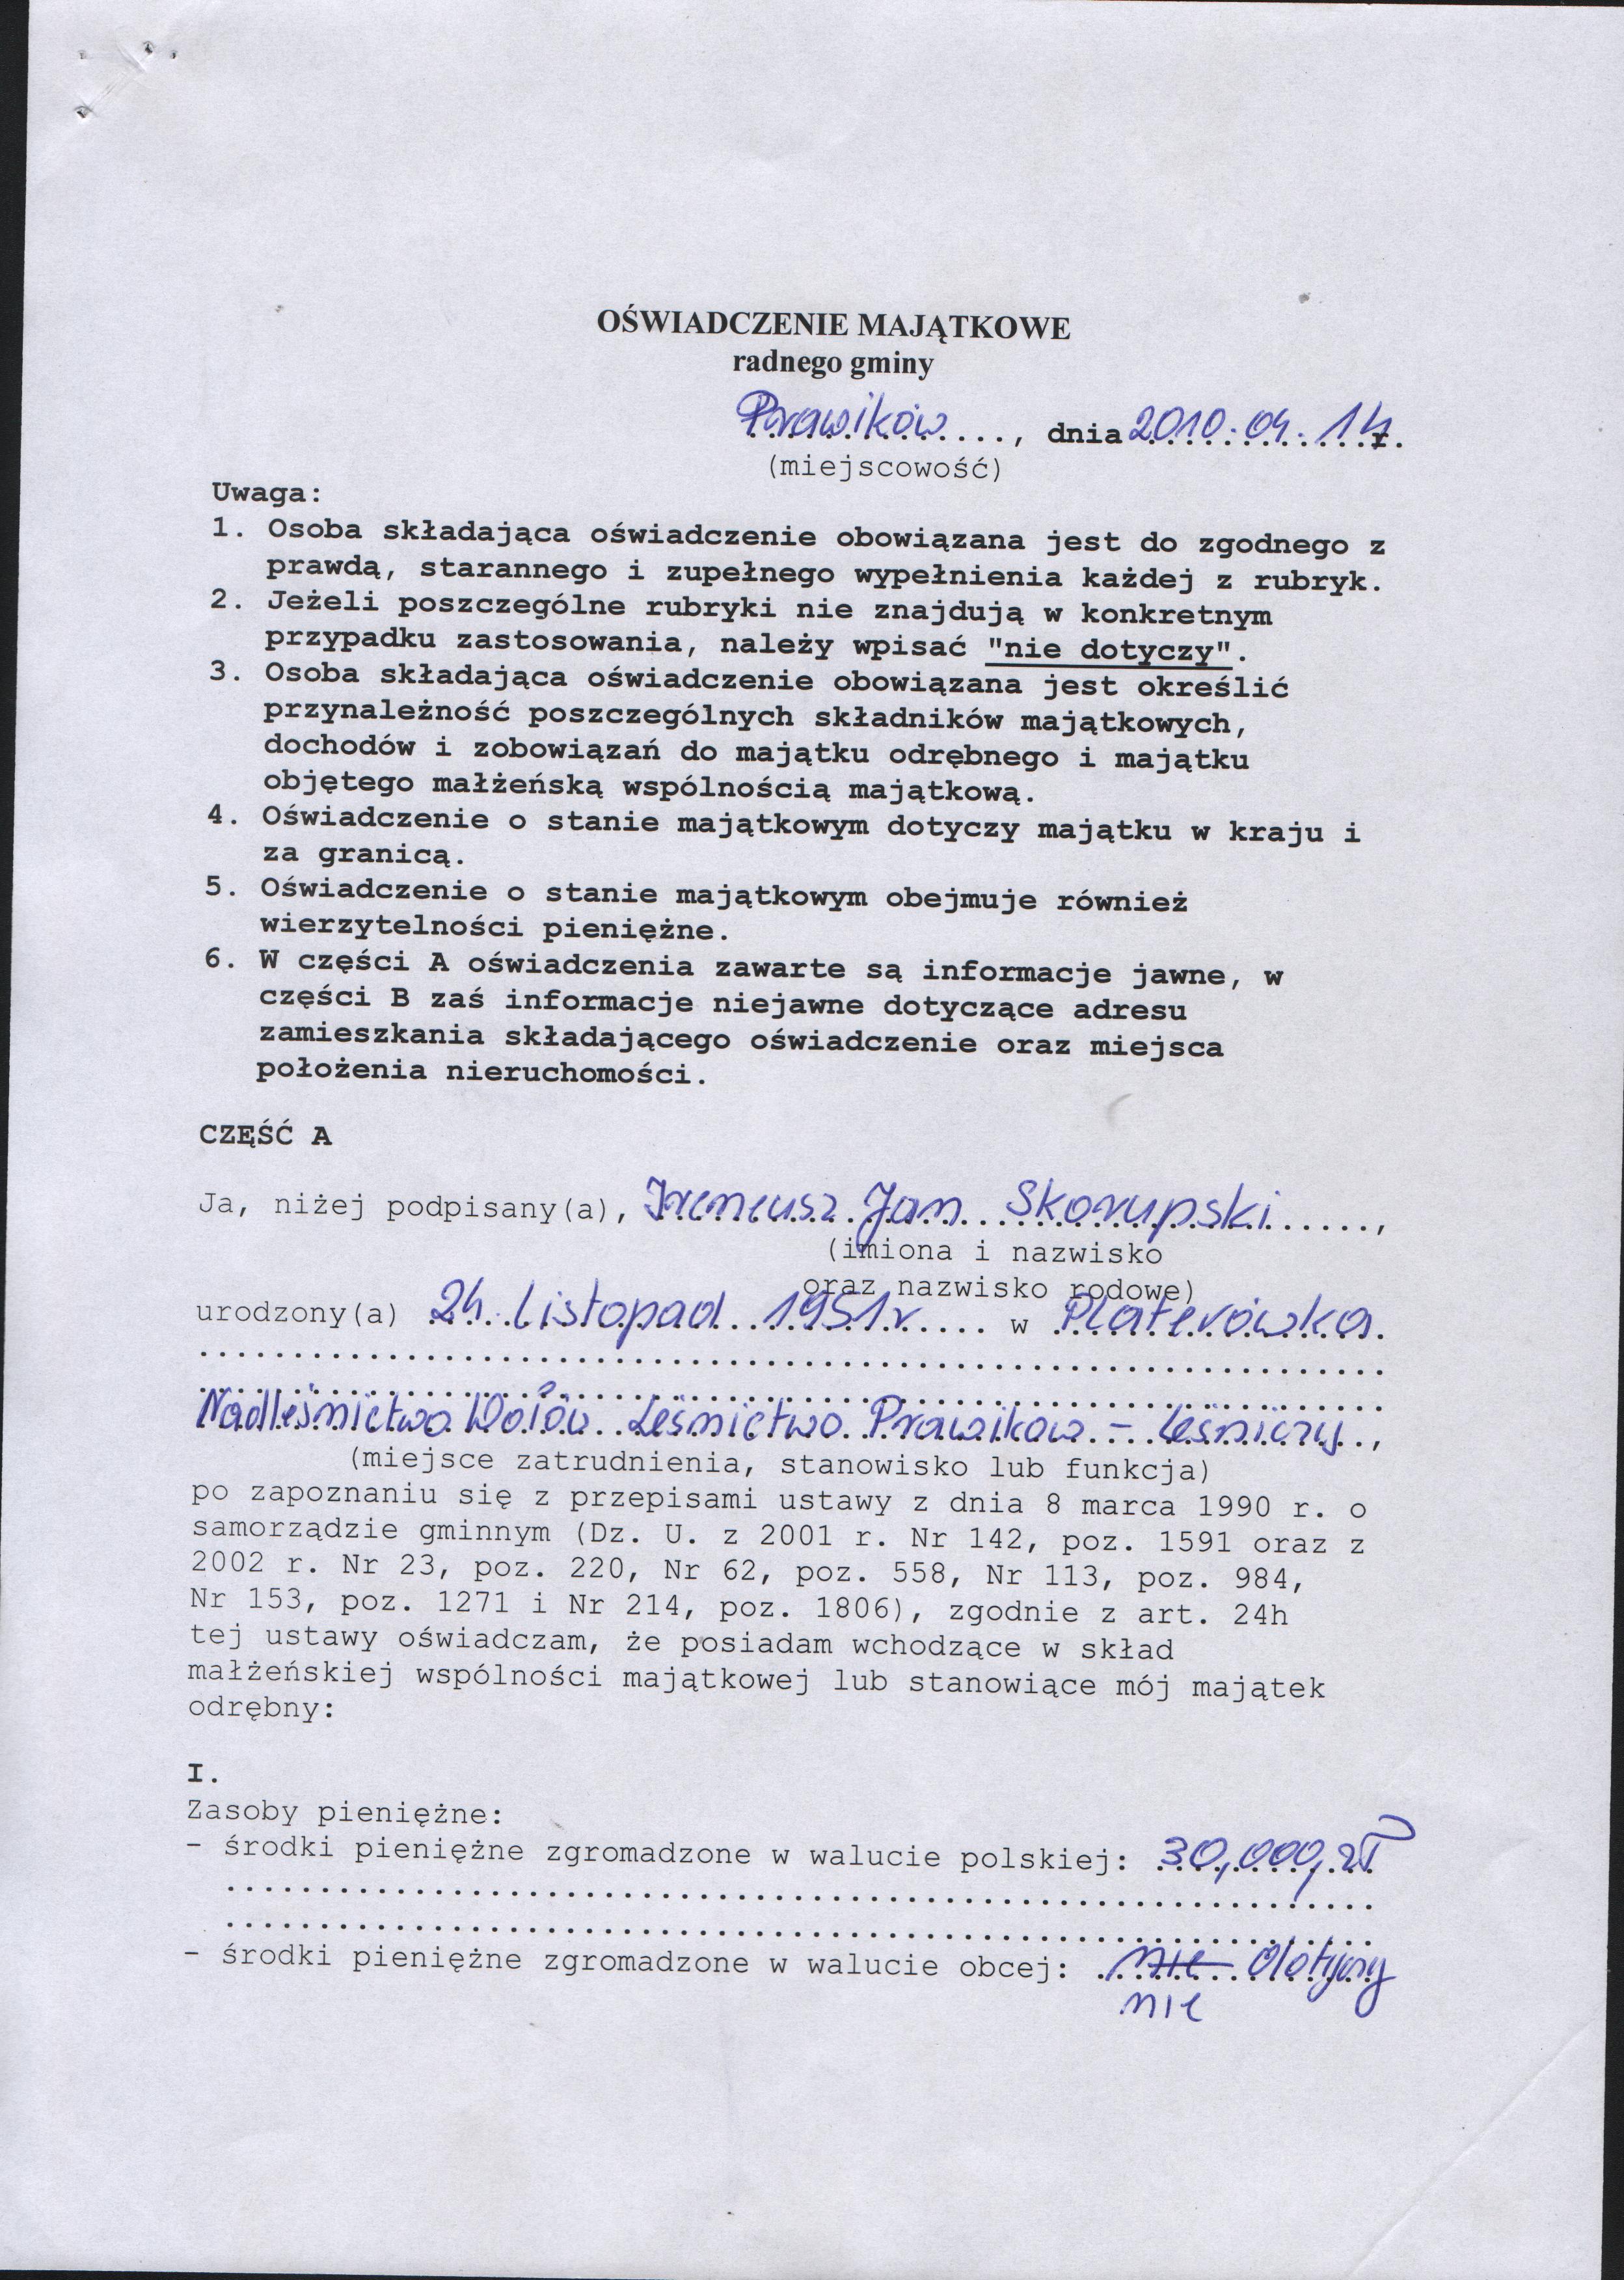 OŚWIADCZENIE MAJĄTKOWE
radnego gminy
Prawików...., dnia 2010.04.14 r.
(miejscowość)
Uwaga:
1. Osoba składająca oświadczenie obowiązana jest do zgodnego z
prawdą, starannego i zupełnego wypełnienia każdej z rubryk.
2. Jeżeli poszczególne rubryki nie znajdują w konkretnym
przypadku zastosowania, należy wpisać "nie dotyczy".
3. Osoba składająca oświadczenie obowiązana jest określić
przynależność poszczególnych składników majątkowych,
dochodów i zobowiązań do majątku odrębnego i majątku
objętego małżeńską wspólnością majątkową.
4. Oświadczenie o stanie majątkowym dotyczy majątku w kraju i
za granicą.
5. Oświadczenie o stanie majątkowym obejmuje również
wierzytelności pieniężne.
6. W części A oświadczenia zawarte są informacje jawne, w
części B zaś informacje niejawne dotyczące adresu
zamieszkania składającego oświadczenie oraz miejsca
położenia nieruchomości.
CZĘŚĆ A
Ja, niżej podpisany(a), Ireneusz Jan Skorupski......,
(imiona i nazwisko
oraz nazwisko rodowe)
urodzony(a) 24 Listopad 1951r.... w Platerówka.
Nadleśnictwo Wołów Leśnictwo Prawików - leśniczy..,
(miejsce zatrudnienia, stanowisko lub funkcja)
po zapoznaniu się z przepisami ustawy z dnia 8 marca 1990 r. o
samorządzie gminnym (Dz. U. z 2001 r. Nr 142, poz. 1591 oraz z
2002 r. Nr 23, poz. 220, Nr 62, poz. 558, Nr 113, poz. 984,
Nr 153, poz. 1271 i Nr 214, poz. 1806), zgodnie z art. 24h
tej ustawy oświadczam, że posiadam wchodzące w skład
małżeńskiej wspólności majątkowej lub stanowiące mój majątek
odrębny:
I.
Zasoby pieniężne:
- środki pieniężne zgromadzone w walucie polskiej: 30,000, zł
- środki pieniężne zgromadzone w walucie obcej: nie dotyczy
nie